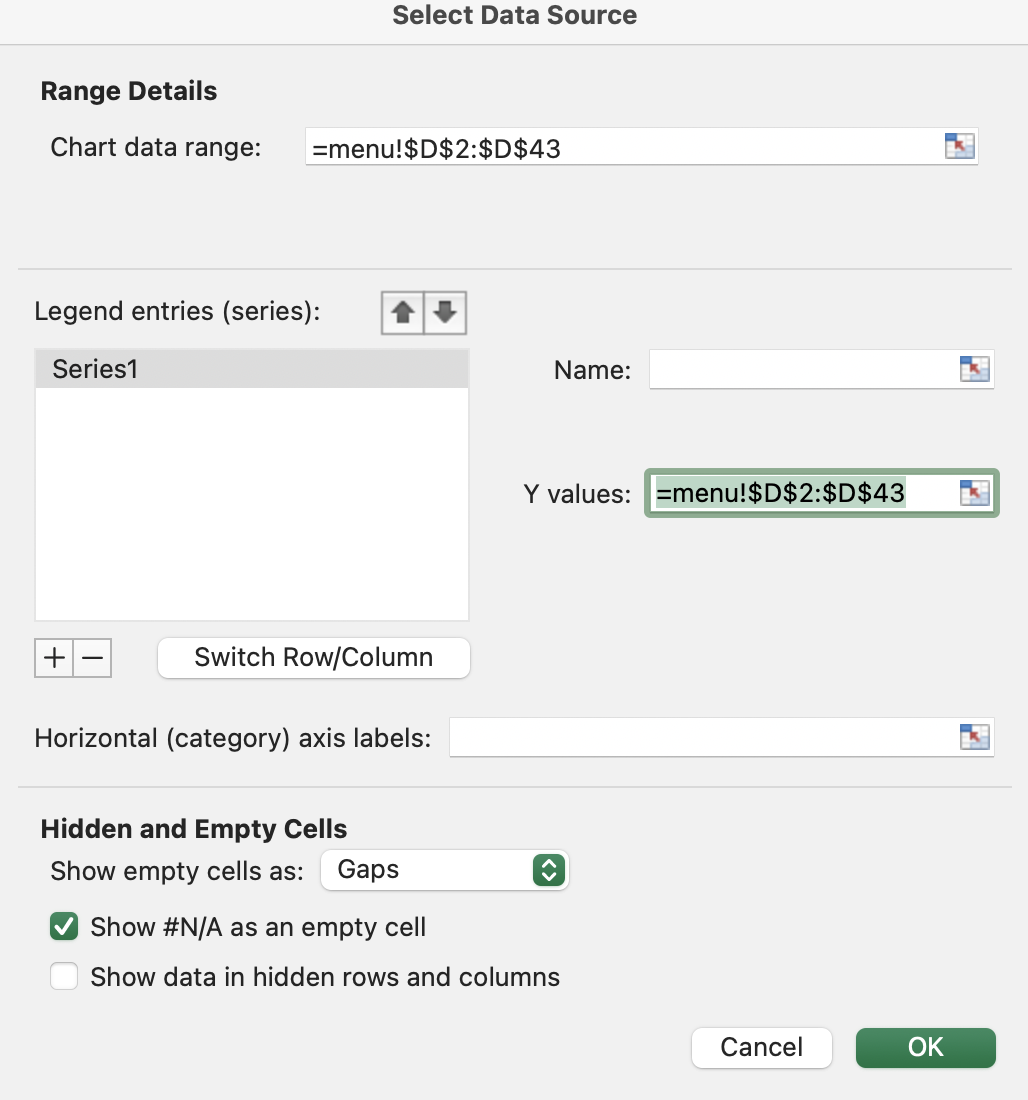 Select Data Source
Range Details
Chart data range: =menu!$D$2:$D$43
Legend entries (series):
Series1
Name:
Y values: =menu!$D$2:$D$43
Switch Row/Column
Horizontal (category) axis labels:
Hidden and Empty Cells
Show empty cells as: Gaps
Show #N/A as an empty cell
Show data in hidden rows and columns
Cancel OK